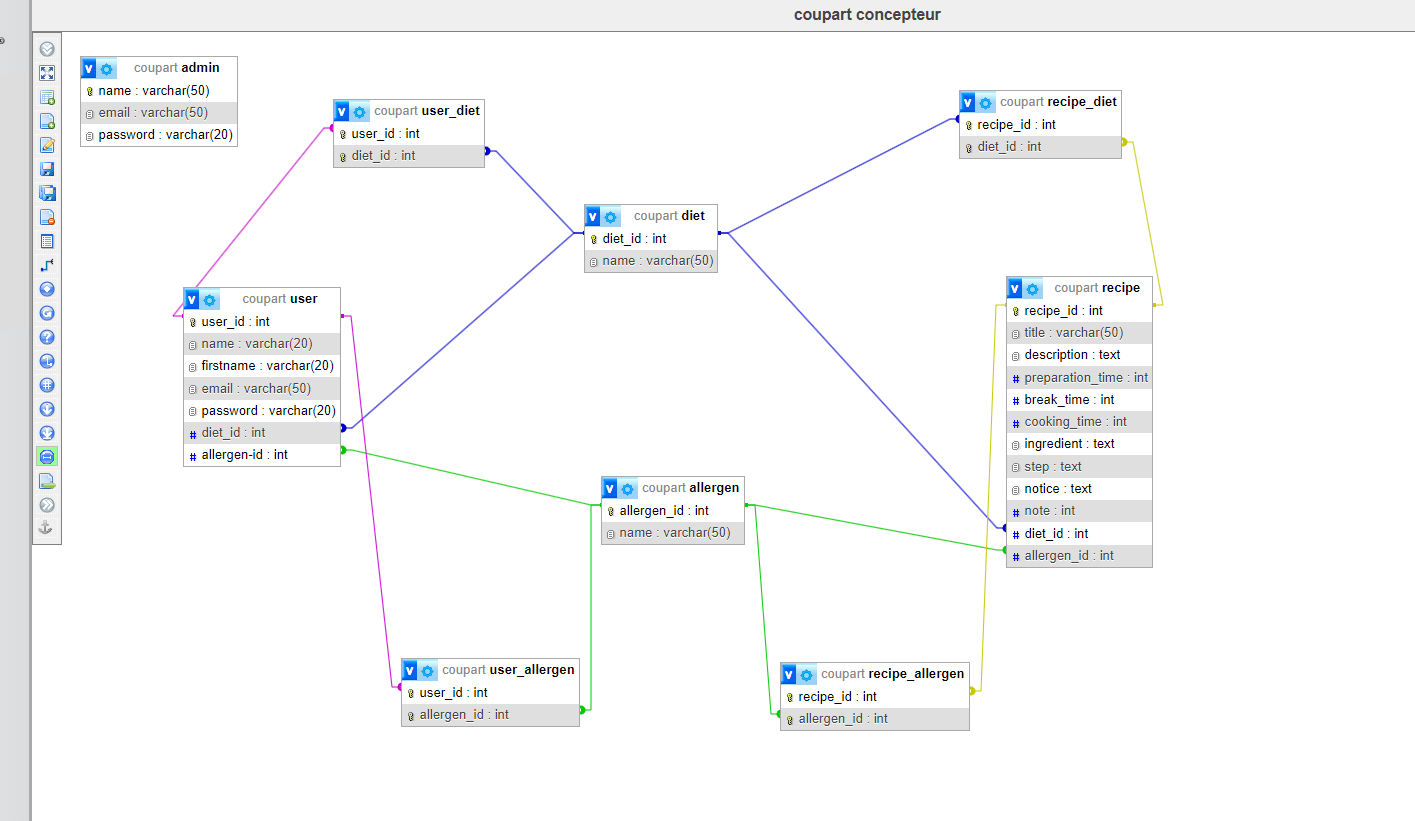 coupart concepteur
coupart admin
name : varchar(50)
email : varchar(50)
password : varchar(20)
coupart user_diet
user_id : int
diet_id : int
coupart recipe_diet
recipe_id : int
diet_id : int
coupart diet
diet_id : int
name : varchar(50)
coupart user
user_id : int
name : varchar(20)
firstname : varchar(20)
email : varchar(50)
password : varchar(20)
# diet_id : int
# allergen-id : int
coupart recipe
recipe_id : int
title : varchar(50)
description : text
# preparation_time : int
# break_time : int
# cooking_time : int
ingredient : text
step : text
notice : text
# note : int
# diet_id : int
# allergen_id : int
coupart allergen
allergen_id : int
name : varchar(50)
coupart user_allergen
user_id : int
allergen_id : int
coupart recipe_allergen
recipe_id : int
allergen_id : int